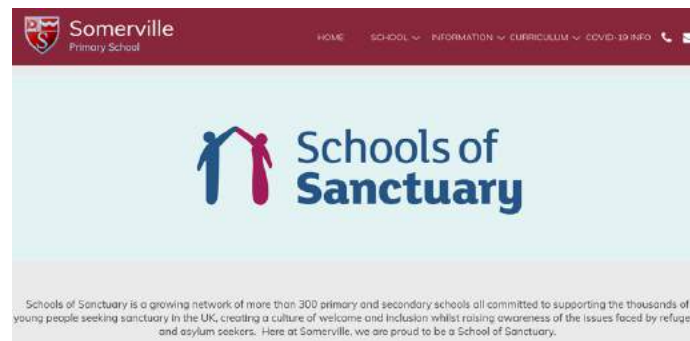 Somerville
Primary School
HOME SCHOOL INFORMATION CURRICULUM COVID-19 INFO
Schools of
Sanctuary
Schools of Sanctuary is a growing network of more than 300 primary and secondary schools all committed to supporting the thousands of
young people seeking sanctuary in the UK, creating a culture of welcome and inclusion whilst raising awareness of the issues faced by refuge
and asylum seekers. Here at Somerville, we are proud to be a School of Sanctuary.